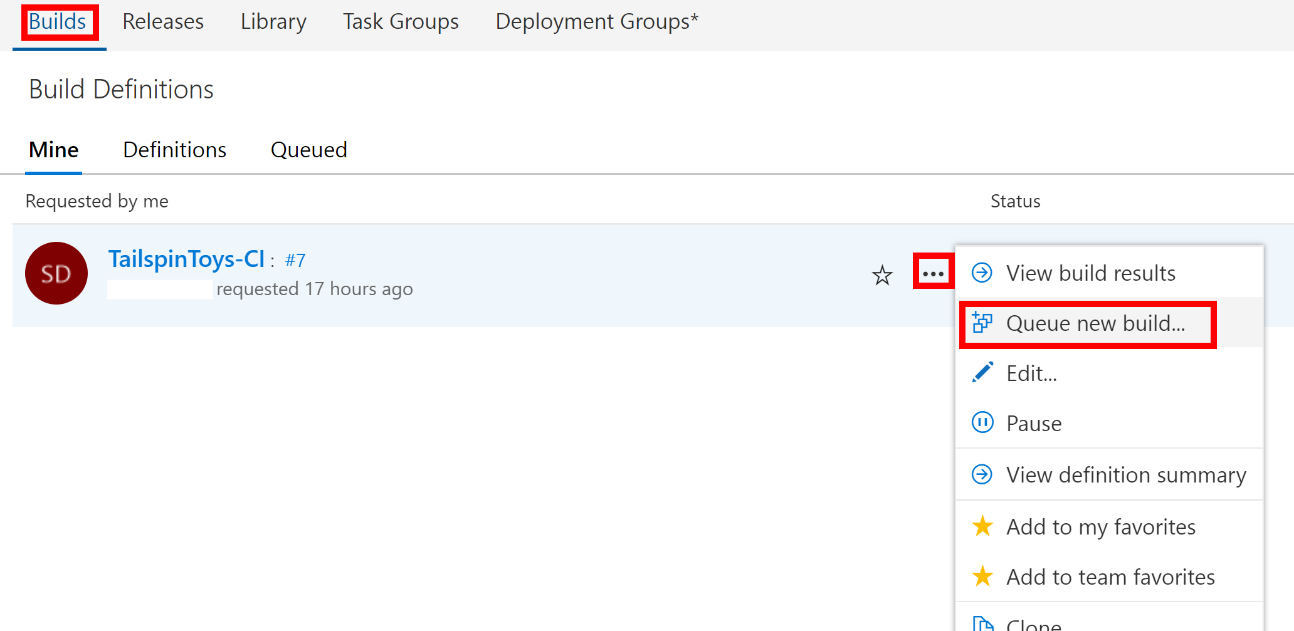 Builds Releases Library Task Groups Deployment Groups*
Build Definitions
Mine Definitions Queued
Requested by me Status
SD
TailspinToys-CI : #7
requested 17 hours ago
View build results
Queue new build...
Edit...
Pause
View definition summary
Add to my favorites
Add to team favorites
Clone